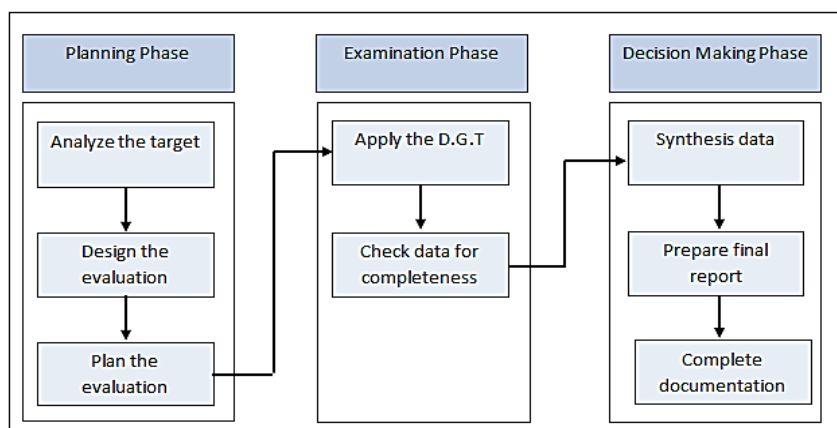 Planning Phase
Analyze the target
Design the
evaluation
Plan the
evaluation
Examination Phase
Apply the D.G.T
Check data for
completeness
Decision Making Phase
Synthesis data
Prepare final
report
Complete
documentation